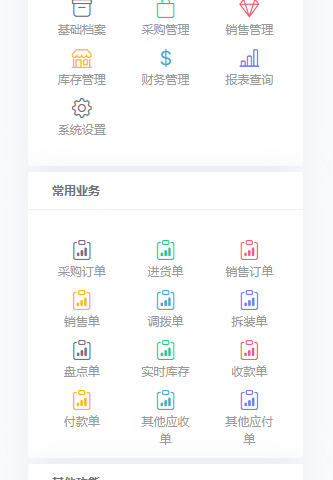 基础档案 采购管理 销售管理
库存管理 财务管理 报表查询
系统设置
常用业务
采购订单 进货单 销售订单
销售单 调拨单 拆装单
盘点单 实时库存 收款单
付款单 其他应收单 其他应付单